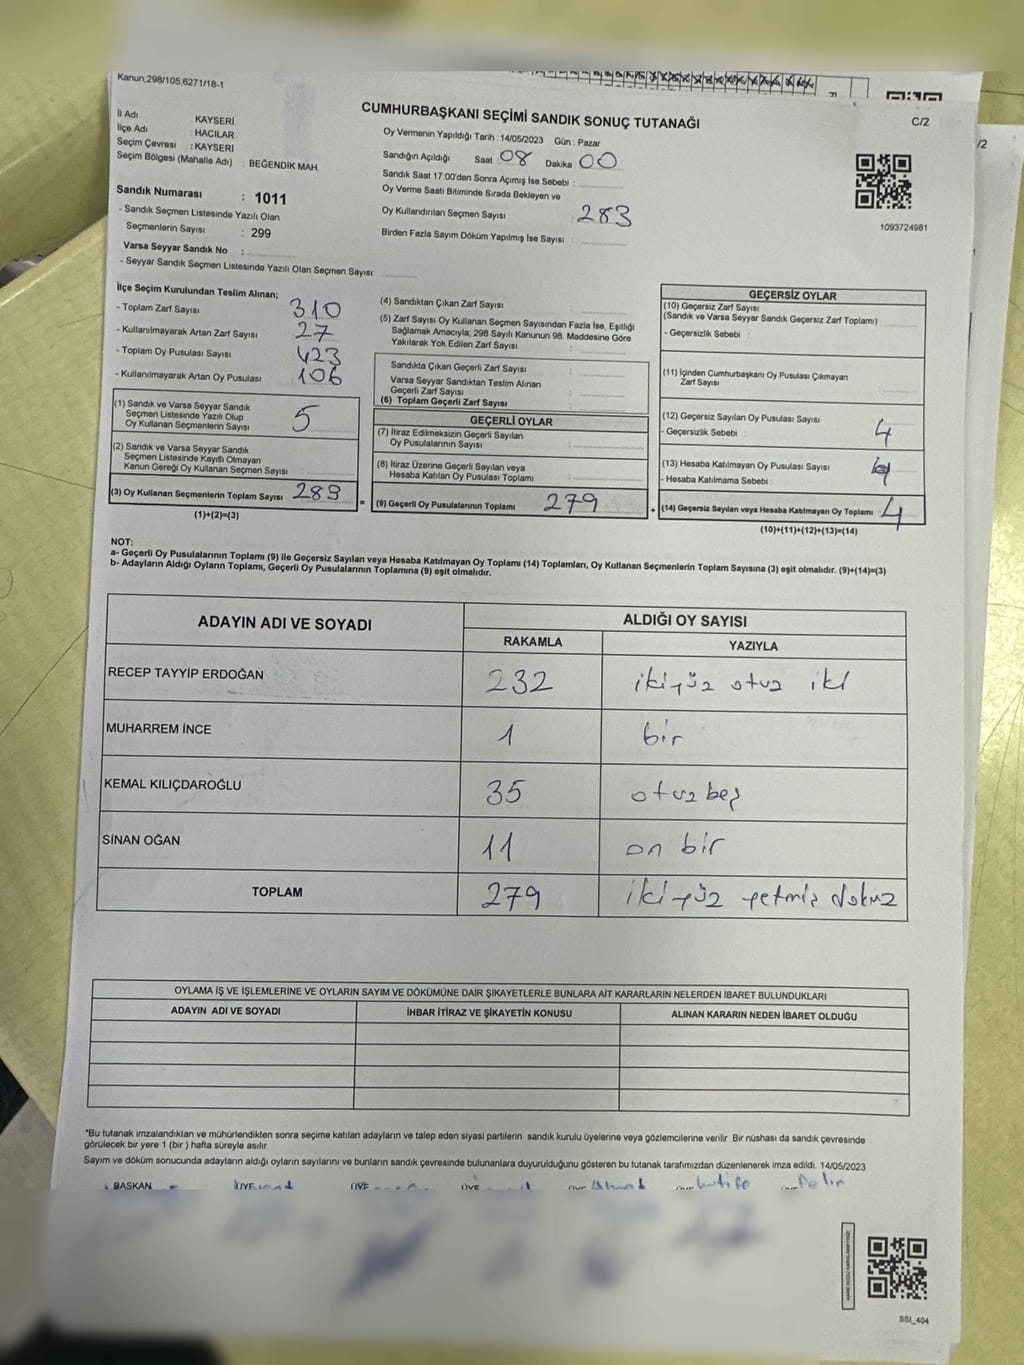 Kanun:298/105,6271/18-1
CUMHURBAŞKANI SEÇİMİ SANDIK SONUÇ TUTANAĞI
C/2
/2
İl Adı : KAYSERİ
İlçe Adı : HACILAR
Seçim Çevresi : KAYSERİ
Seçim Bölgesi (Mahalle Adı) : BEĞENDİK MAH.
Oy Vermenin Yapıldığı Tarih : 14/05/2023 Gün : Pazar
Sandığın Açıldığı Saat 08 Dakika 00
Sandık Saat 17:00'den Sonra Açılmış İse Sebebi :
Oy Verme Saati Bitiminde Sırada Bekleyen ve
Oy Kullandırılan Seçmen Sayısı : 283
Birden Fazla Sayım Döküm Yapılmış İse Sayısı :
1093724981
Sandık Numarası : 1011
- Sandık Seçmen Listesinde Yazılı Olan
Seçmenlerin Sayısı : 299
Varsa Seyyar Sandık No :
- Seyyar Sandık Seçmen Listesinde Yazılı Olan Seçmen Sayısı:
İlçe Seçim Kurulundan Teslim Alınan;
- Toplam Zarf Sayısı 310
- Kullanılmayarak Artan Zarf Sayısı 27
- Toplam Oy Pusulası Sayısı 423
- Kullanılmayarak Artan Oy Pusulası 106
(1) Sandık ve Varsa Seyyar Sandık
Seçmen Listesinde Yazılı Olup
Oy Kullanan Seçmenlerin Sayısı 5
(2) Sandık ve Varsa Seyyar Sandık
Seçmen Listesinde Kayıtlı Olmayan
Kanun Gereği Oy Kullanan Seçmen Sayısı
(3) Oy Kullanan Seçmenlerin Toplam Sayısı 283 =
(1)+(2)=(3)
(4) Sandıktan Çıkan Zarf Sayısı
(5) Zarf Sayısı Oy Kullanan Seçmen Sayısından Fazla İse, Eşitliği
Sağlamak Amacıyla; 298 Sayılı Kanunun 98. Maddesine Göre
Yakılarak Yok Edilen Zarf Sayısı :
Sandıkta Çıkan Geçerli Zarf Sayısı
Varsa Seyyar Sandıktan Teslim Alınan
Geçerli Zarf Sayısı :
(6) Toplam Geçerli Zarf Sayısı
GEÇERLİ OYLAR
(7) İtiraz Edilmeksizin Geçerli Sayılan
Oy Pusulalarının Sayısı
(8) İtiraz Üzerine Geçerli Sayılan veya
Hesaba Katılan Oy Pusulası Toplamı
(9) Geçerli Oy Pusulalarının Toplamı 279 +
GEÇERSİZ OYLAR
(10) Geçersiz Zarf Sayısı
(Sandık ve Varsa Seyyar Sandık Geçersiz Zarf Toplamı)
- Geçersizlik Sebebi :
(11) İçinden Cumhurbaşkanı Oy Pusulası Çıkmayan
Zarf Sayısı
(12) Geçersiz Sayılan Oy Pusulası Sayısı 4
- Geçersizlik Sebebi :
(13) Hesaba Katılmayan Oy Pusulası Sayısı
- Hesaba Katılmama Sebebi :
(14) Geçersiz Sayılan veya Hesaba Katılmayan Oy Toplamı 4
(10)+(11)+(12)+(13)=(14)
NOT:
a- Geçerli Oy Pusulalarının Toplamı (9) ile Geçersiz Sayılan veya Hesaba Katılmayan Oy Toplamı (14) Toplamları, Oy Kullanan Seçmenlerin Toplam Sayısına (3) eşit olmalıdır. (9)+(14)=(3)
b- Adayların Aldığı Oyların Toplamı, Geçerli Oy Pusulalarının Toplamına (9) eşit olmalıdır.
ADAYIN ADI VE SOYADI ALDIĞI OY SAYISI
RAKAMLA YAZIYLA
RECEP TAYYİP ERDOĞAN 232 ikiyüz otuz iki
MUHARREM İNCE 1 bir
KEMAL KILIÇDAROĞLU 35 otuz beş
SİNAN OĞAN 11 on bir
TOPLAM 279 ikiyüz yetmiş dokuz
OYLAMA İŞ VE İŞLEMLERİNE VE OYLARIN SAYIM VE DÖKÜMÜNE DAİR ŞİKAYETLERLE BUNLARA AİT KARARLARIN NELERDEN İBARET BULUNDUKLARI
ADAYIN ADI VE SOYADI İHBAR İTİRAZ VE ŞİKAYETİN KONUSU ALINAN KARARIN NEDEN İBARET OLDUĞU
*Bu tutanak imzalandıktan ve mühürlendikten sonra seçime katılan adayların ve talep eden siyasi partilerin sandık kurulu üyelerine veya gözlemcilerine verilir. Bir nüshası da sandık çevresinde
görülecek bir yere 1 (bir) hafta süreyle asılır.
Sayım ve döküm sonucunda adayların aldığı oyların sayılarını ve bunların sandık çevresinde bulunanlara duyurulduğunu gösteren bu tutanak tarafımızdan düzenlenerek imza edildi. 14/05/2023
BAŞKAN ÜYE ÜYE ÜYE
SSI_404